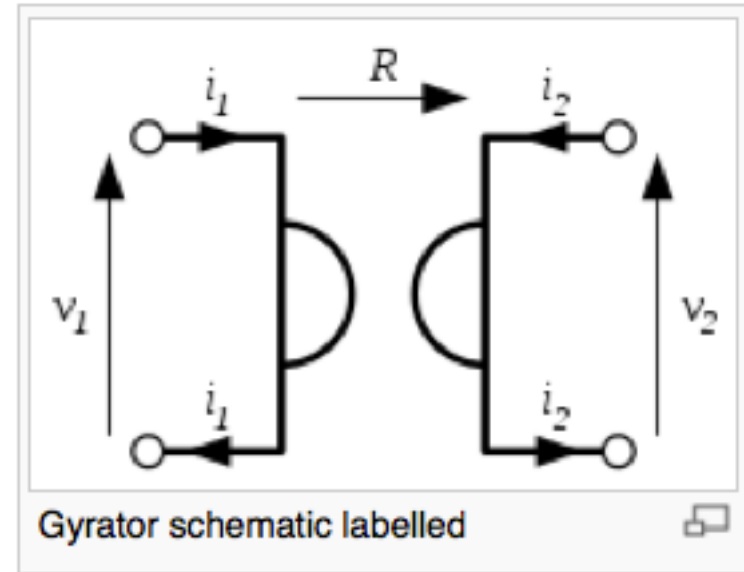 R
i1 i2
v1 v2
i1 i2
Gyrator schematic labelled